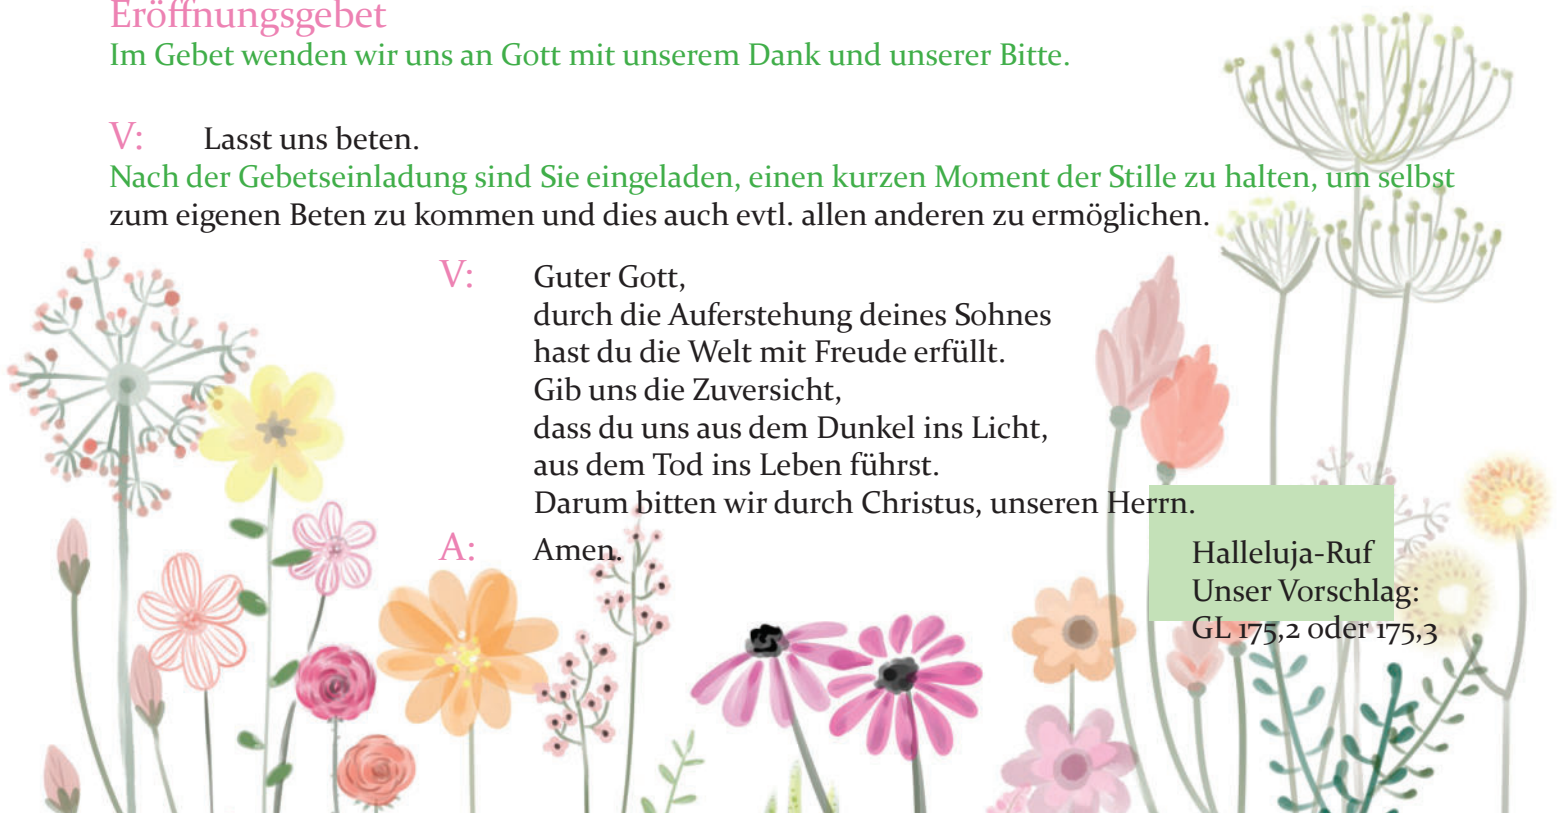 Eröffnungsgebet
Im Gebet wenden wir uns an Gott mit unserem Dank und unserer Bitte.
V: Lasst uns beten.
Nach der Gebetseinladung sind Sie eingeladen, einen kurzen Moment der Stille zu halten, um selbst
zum eigenen Beten zu kommen und dies auch evtl. allen anderen zu ermöglichen.
V: Guter Gott,
durch die Auferstehung deines Sohnes
hast du die Welt mit Freude erfüllt.
Gib uns die Zuversicht,
dass du uns aus dem Dunkel ins Licht,
aus dem Tod ins Leben führst.
Darum bitten wir durch Christus, unseren Herrn.
A: Amen.
Halleluja-Ruf
Unser Vorschlag:
GL 175,2 oder 175,3